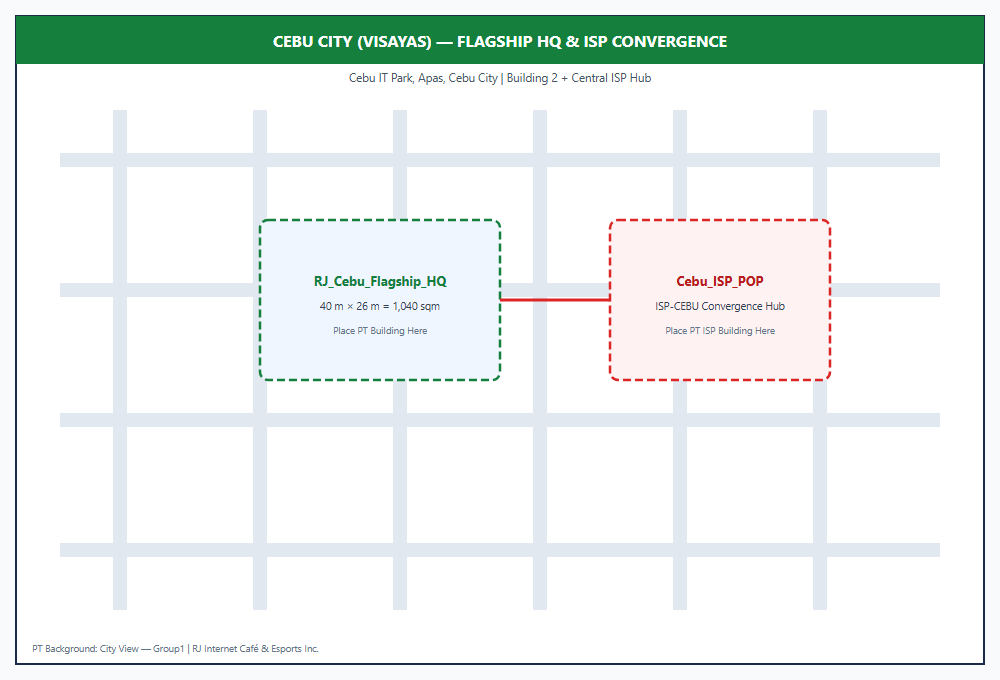 CEBU CITY (VISAYAS) — FLAGSHIP HQ & ISP CONVERGENCE
Cebu IT Park, Apas, Cebu City | Building 2 + Central ISP Hub
RJ_Cebu_Flagship_HQ
40 m × 26 m = 1,040 sqm
Place PT Building Here
Cebu_ISP_POP
ISP-CEBU Convergence Hub
Place PT ISP Building Here
PT Background: City View — Group1 | RJ Internet Café & Esports Inc.